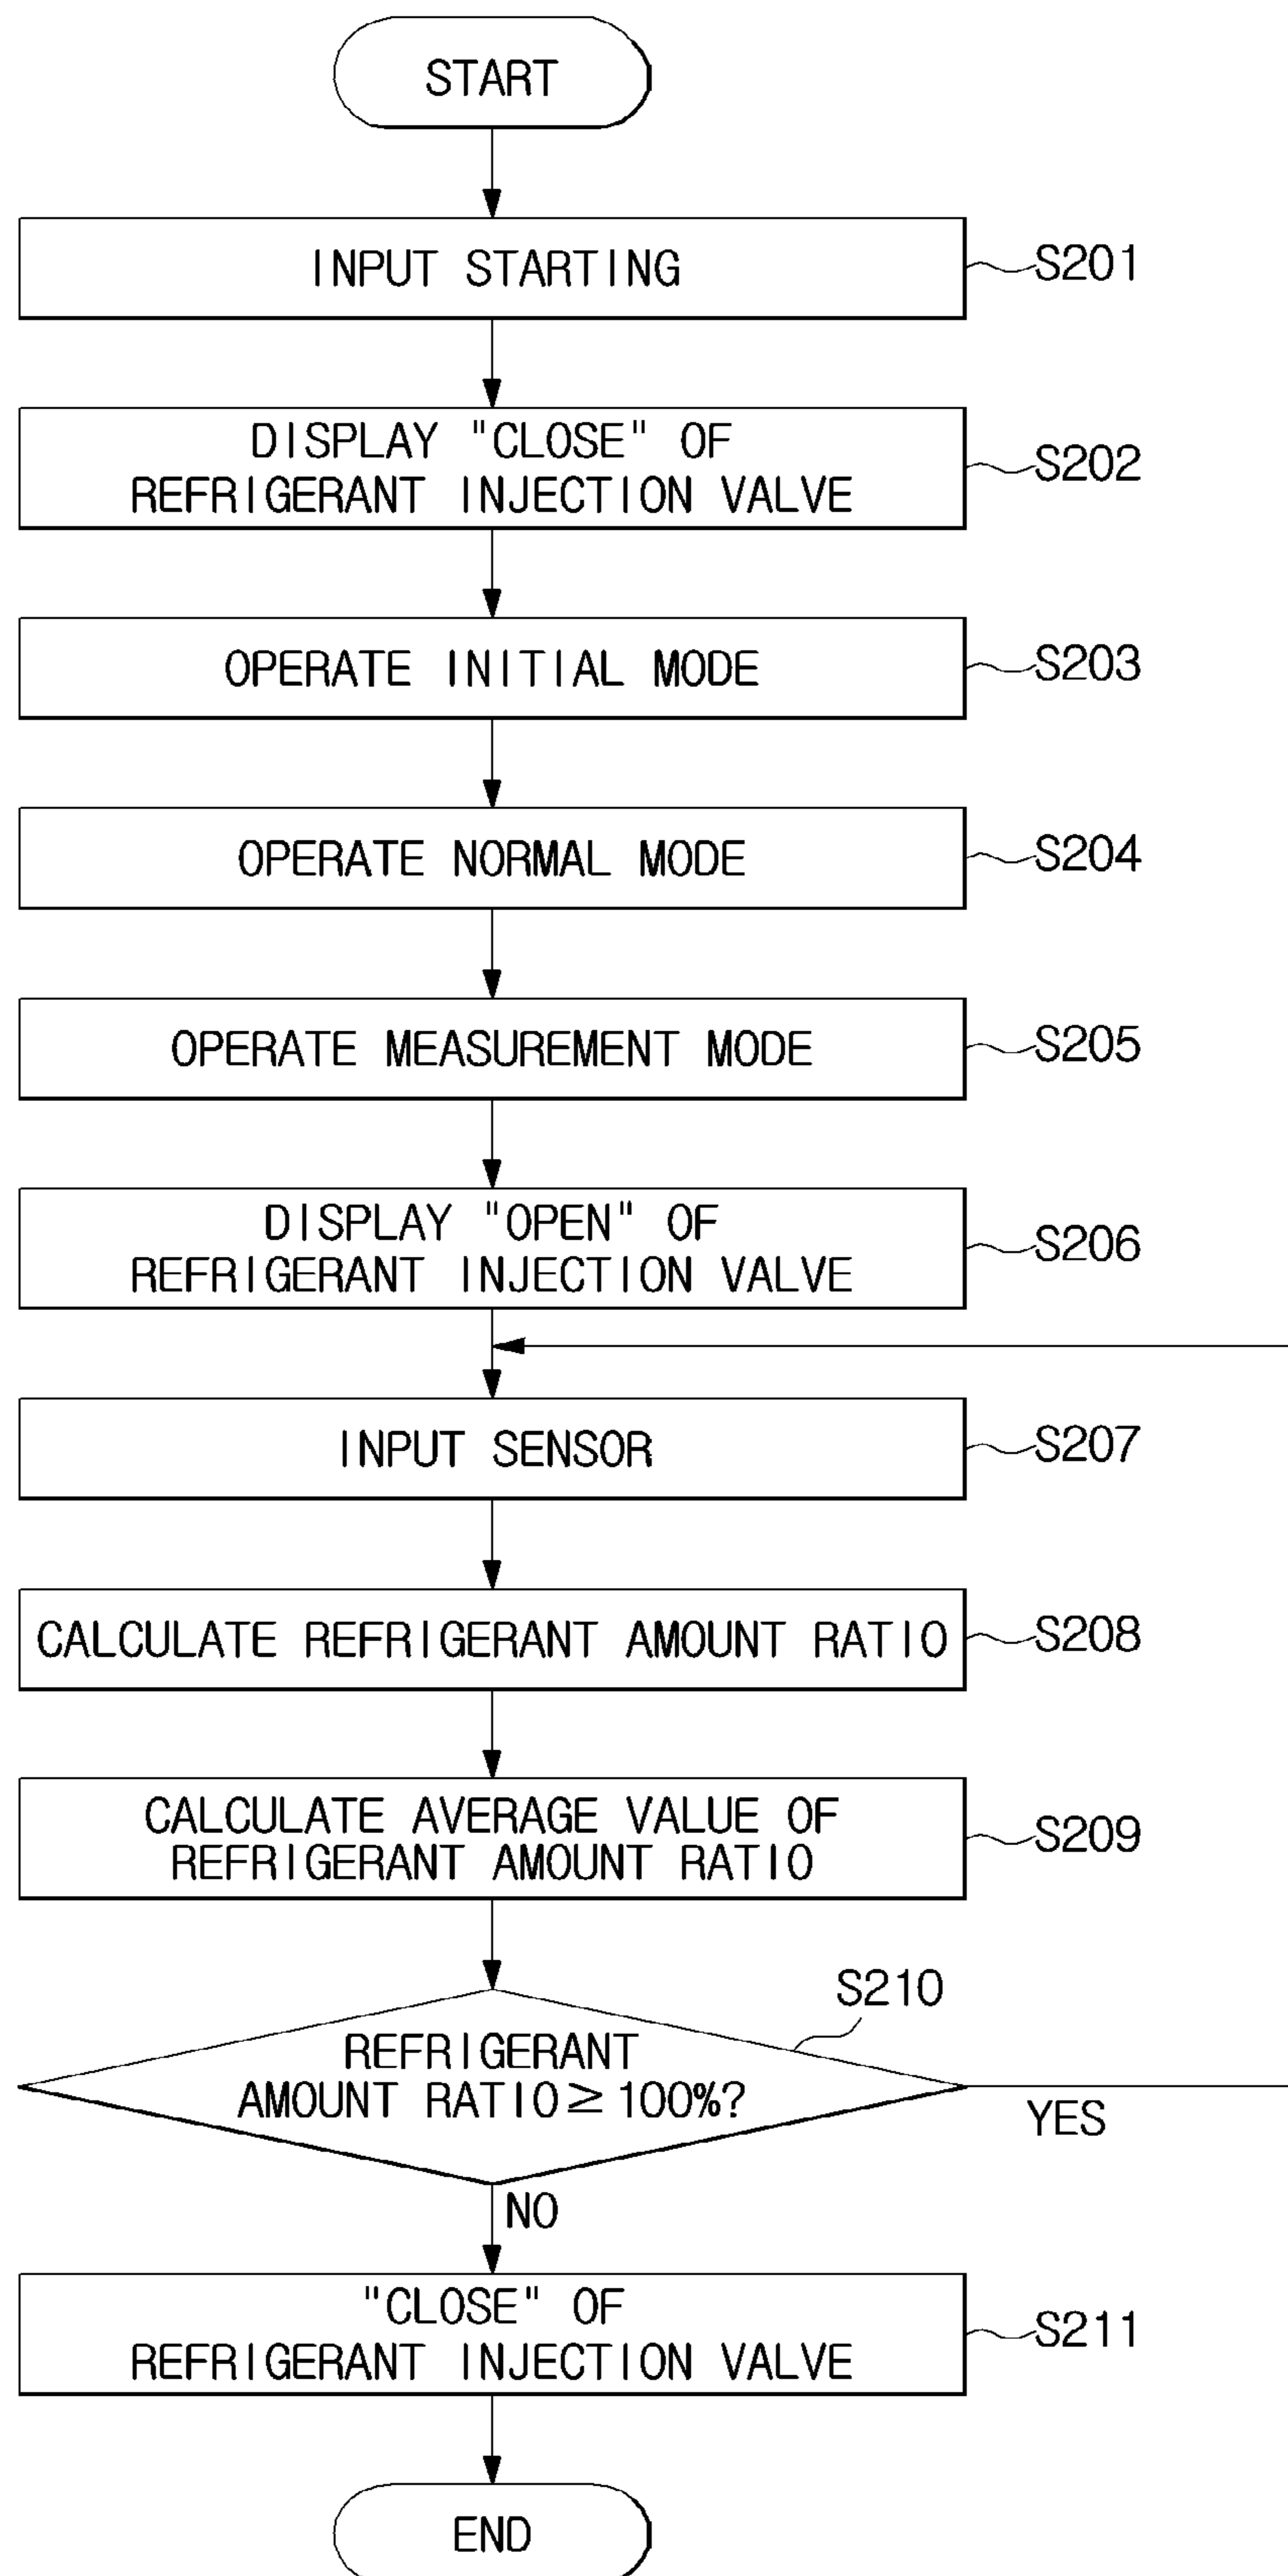 START
INPUT STARTING
S201
DISPLAY "CLOSE" OF
REFRIGERANT INJECTION VALVE
S202
OPERATE INITIAL MODE
S203
OPERATE NORMAL MODE
S204
OPERATE MEASUREMENT MODE
S205
DISPLAY "OPEN" OF
REFRIGERANT INJECTION VALVE
S206
INPUT SENSOR
S207
CALCULATE REFRIGERANT AMOUNT RATIO
S208
CALCULATE AVERAGE VALUE OF
REFRIGERANT AMOUNT RATIO
S209
S210
REFRIGERANT
AMOUNT RATIO≥100%?
YES
NO
"CLOSE" OF
REFRIGERANT INJECTION VALVE
S211
END